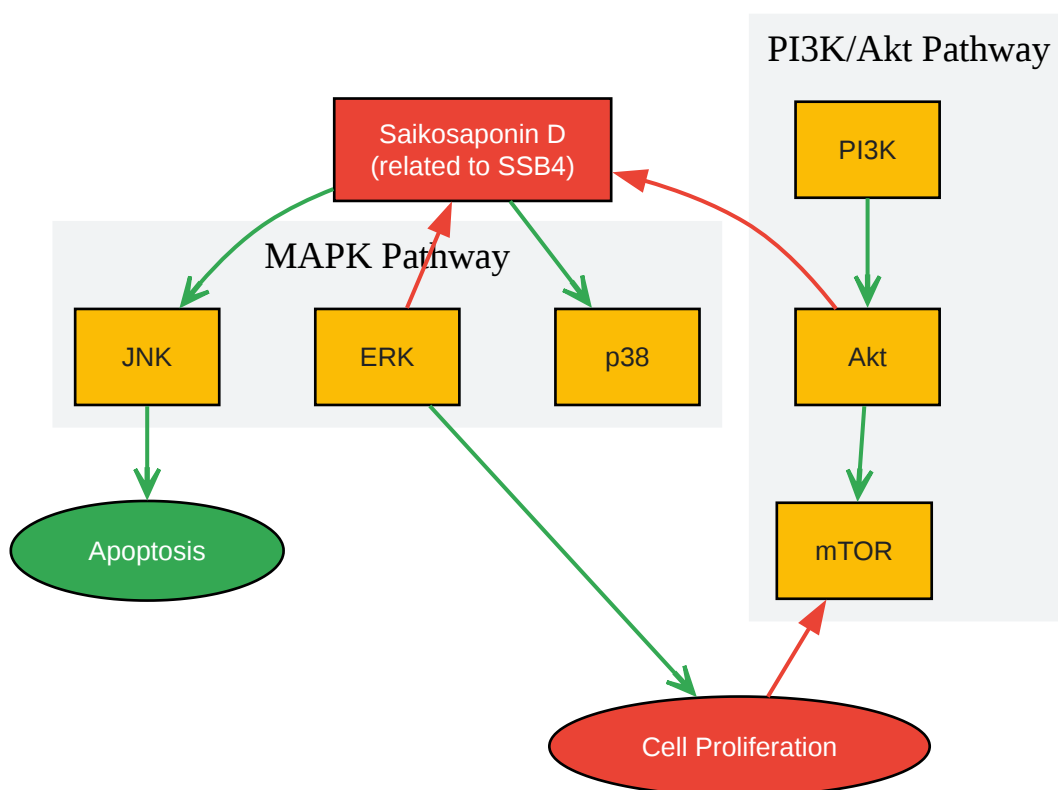 PI3K/Akt Pathway
Saikosaponin D
(related to SSB4)
PI3K
MAPK Pathway
JNK
ERK
p38
Akt
Apoptosis
mTOR
Cell Proliferation